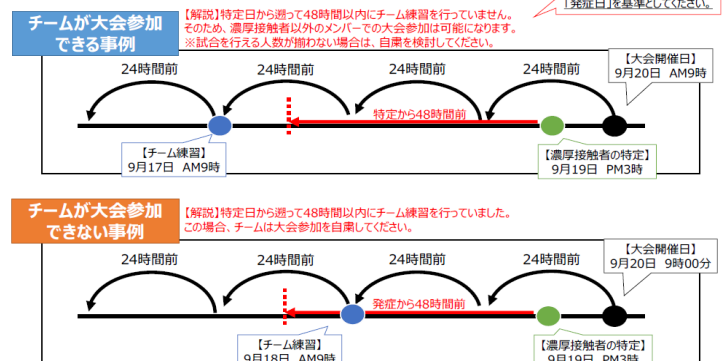 「発症日」を基準としてください。
チームが大会参加
できる事例
【解説】特定日から遡って48時間以内にチーム練習を行っていません。
そのため、濃厚接触者以外のメンバーでの大会参加は可能になります。
※試合を行える人数が揃わない場合は、自粛を検討してください。
【大会開催日】
9月20日 AM9時
24時間前 24時間前 24時間前 24時間前
特定から48時間前
【チーム練習】
9月17日 AM9時
【濃厚接触者の特定】
9月19日 PM3時
チームが大会参加
できない事例
【解説】特定日から遡って48時間以内にチーム練習を行っていました。
この場合、チームは大会参加を自粛してください。
【大会開催日】
9月20日 9時00分
24時間前 24時間前 24時間前 24時間前
発症から48時間前
【チーム練習】
9月18日 AM9時
【濃厚接触者の特定】
9月19日 PM3時